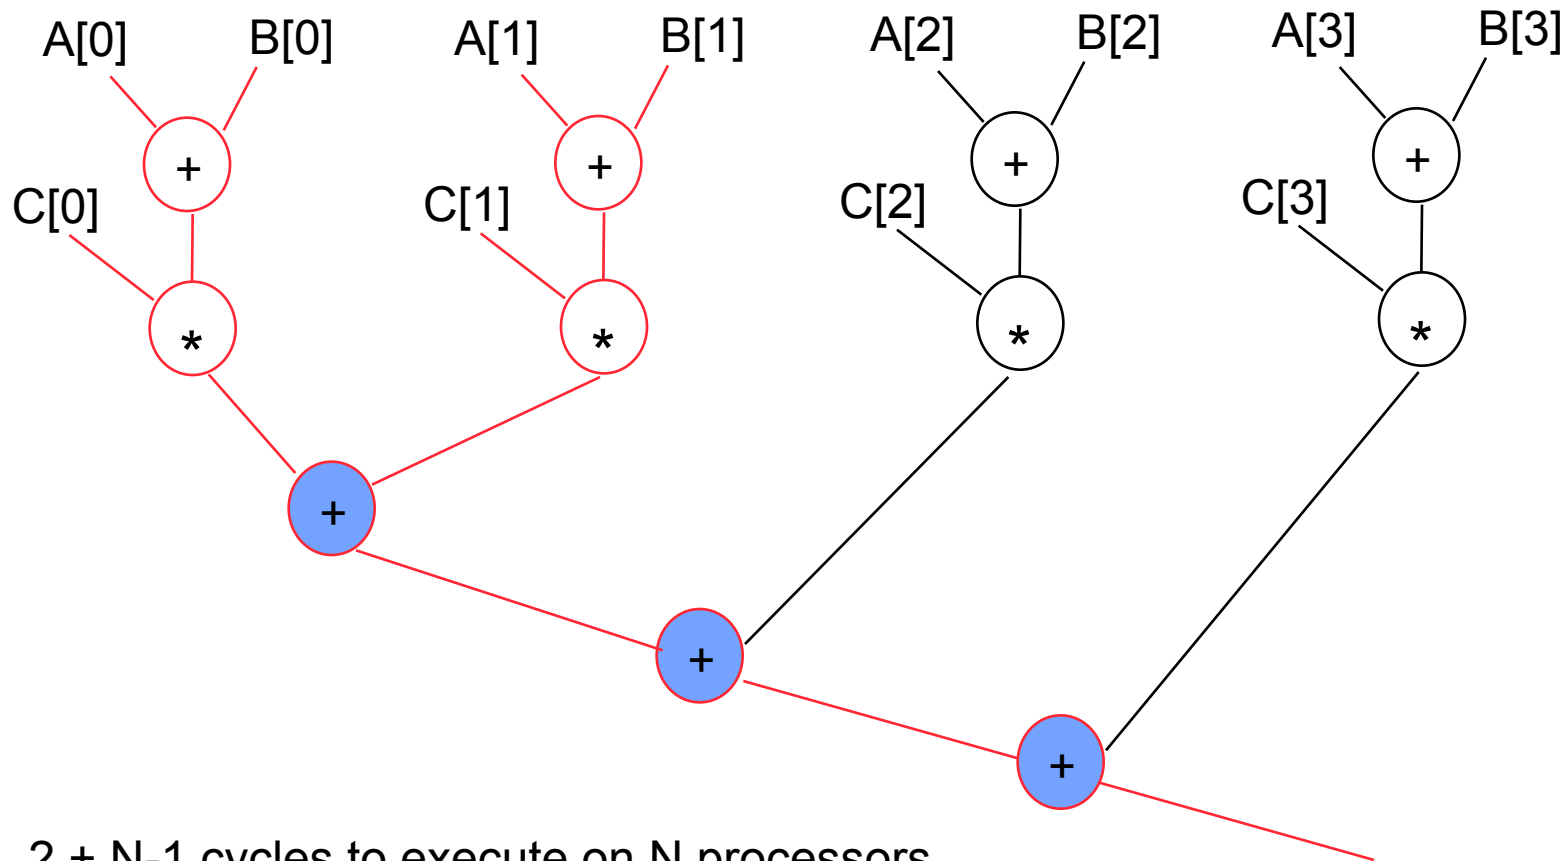 A[0] B[0] A[1] B[1] A[2] B[2] A[3] B[3]
+ + + +
C[0] C[1] C[2] C[3]
* * * *
+
+
+
2 + N-1 cycles to execute on N processors